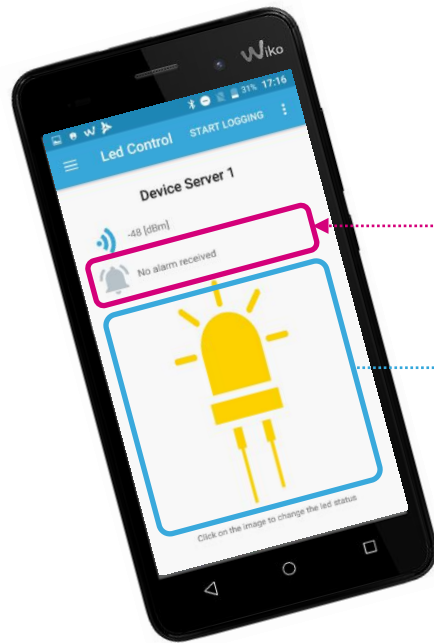 Wiko
31% 17:16
Led Control START LOGGING
Device Server 1
-48 [dBm]
No alarm received
Click on the image to change the led status